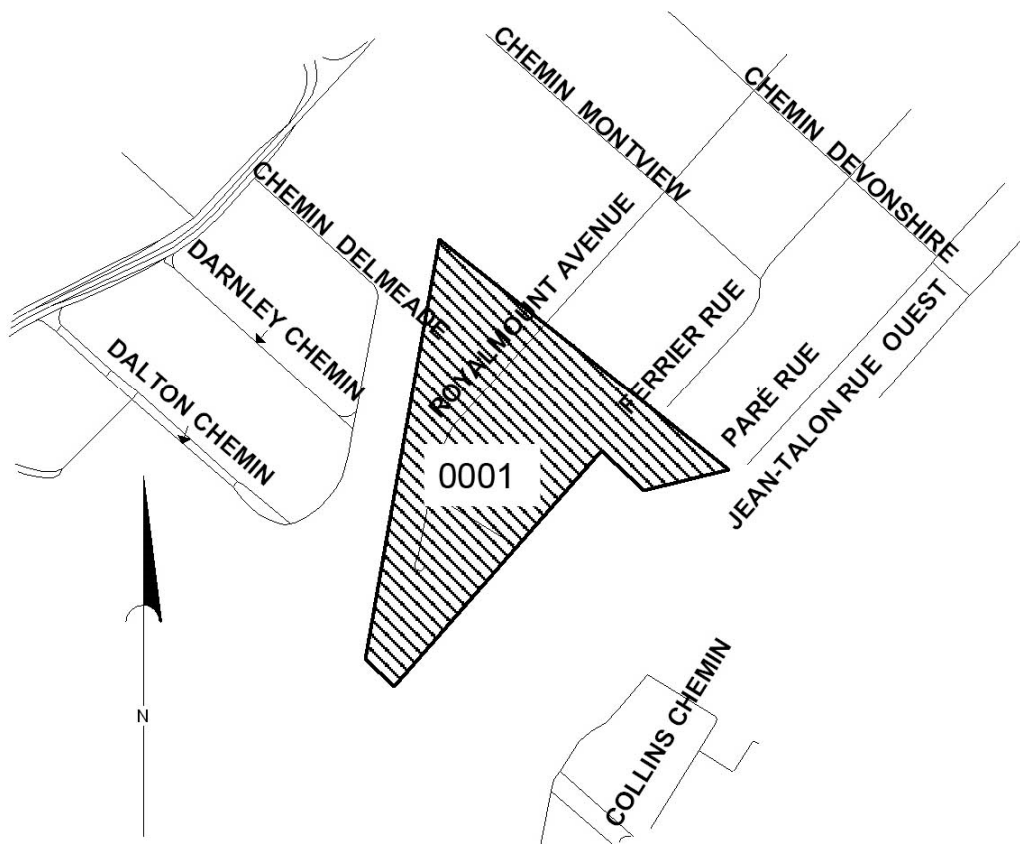 CHEMIN MONTVIEW
CHEMIN DEVONSHIRE
CHEMIN DELMEADE
DARNLEY CHEMIN
ROYALMOUNT AVENUE
DALTON CHEMIN
FERRIER RUE
PARÉ RUE
JEAN-TALON RUE OUEST
0001
N
COLLINS CHEMIN